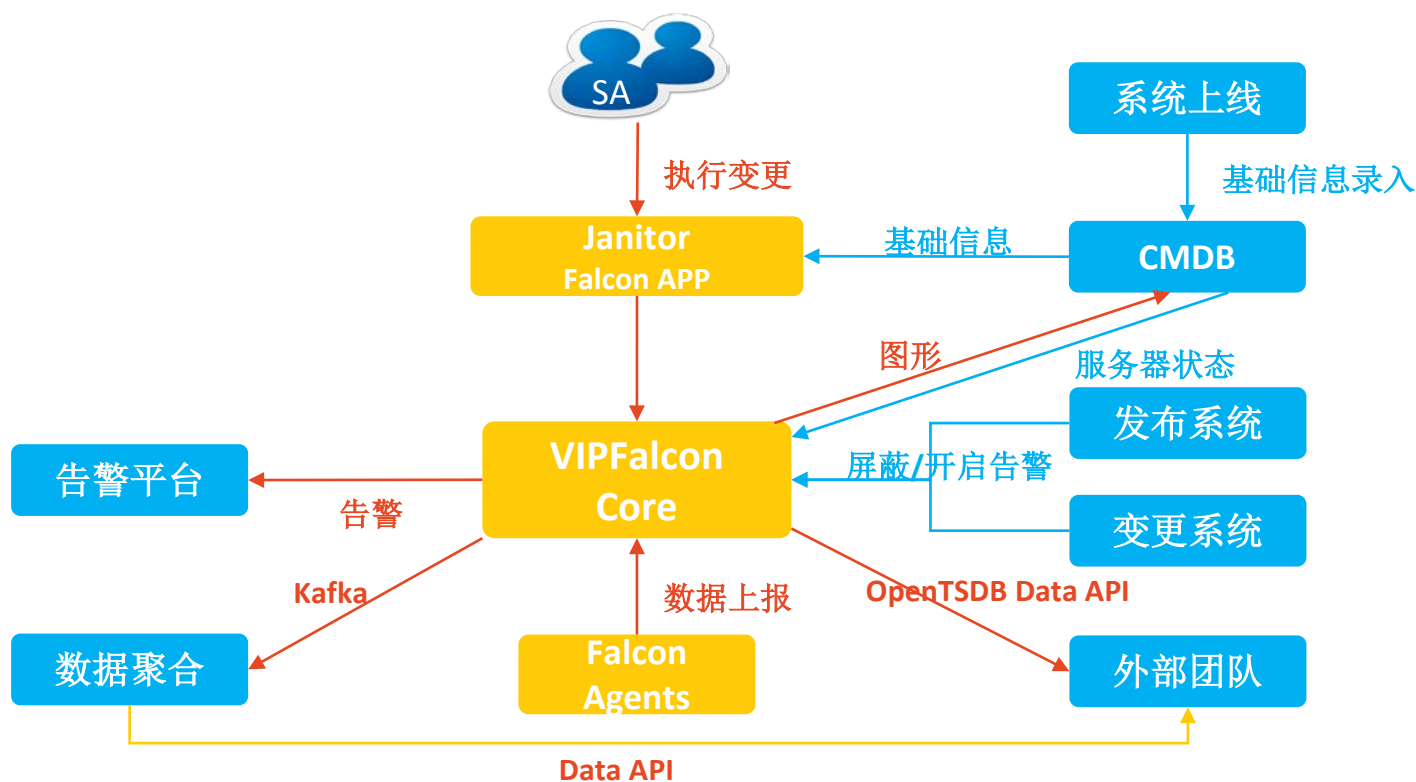 SA
系统上线
执行变更
基础信息录入
Janitor
Falcon APP
基础信息
CMDB
图形
服务器状态
发布系统
VIPFalcon
Core
屏蔽/开启告警
告警平台
告警
变更系统
Kafka
数据上报
OpenTSDB Data API
数据聚合
Falcon
Agents
外部团队
Data API